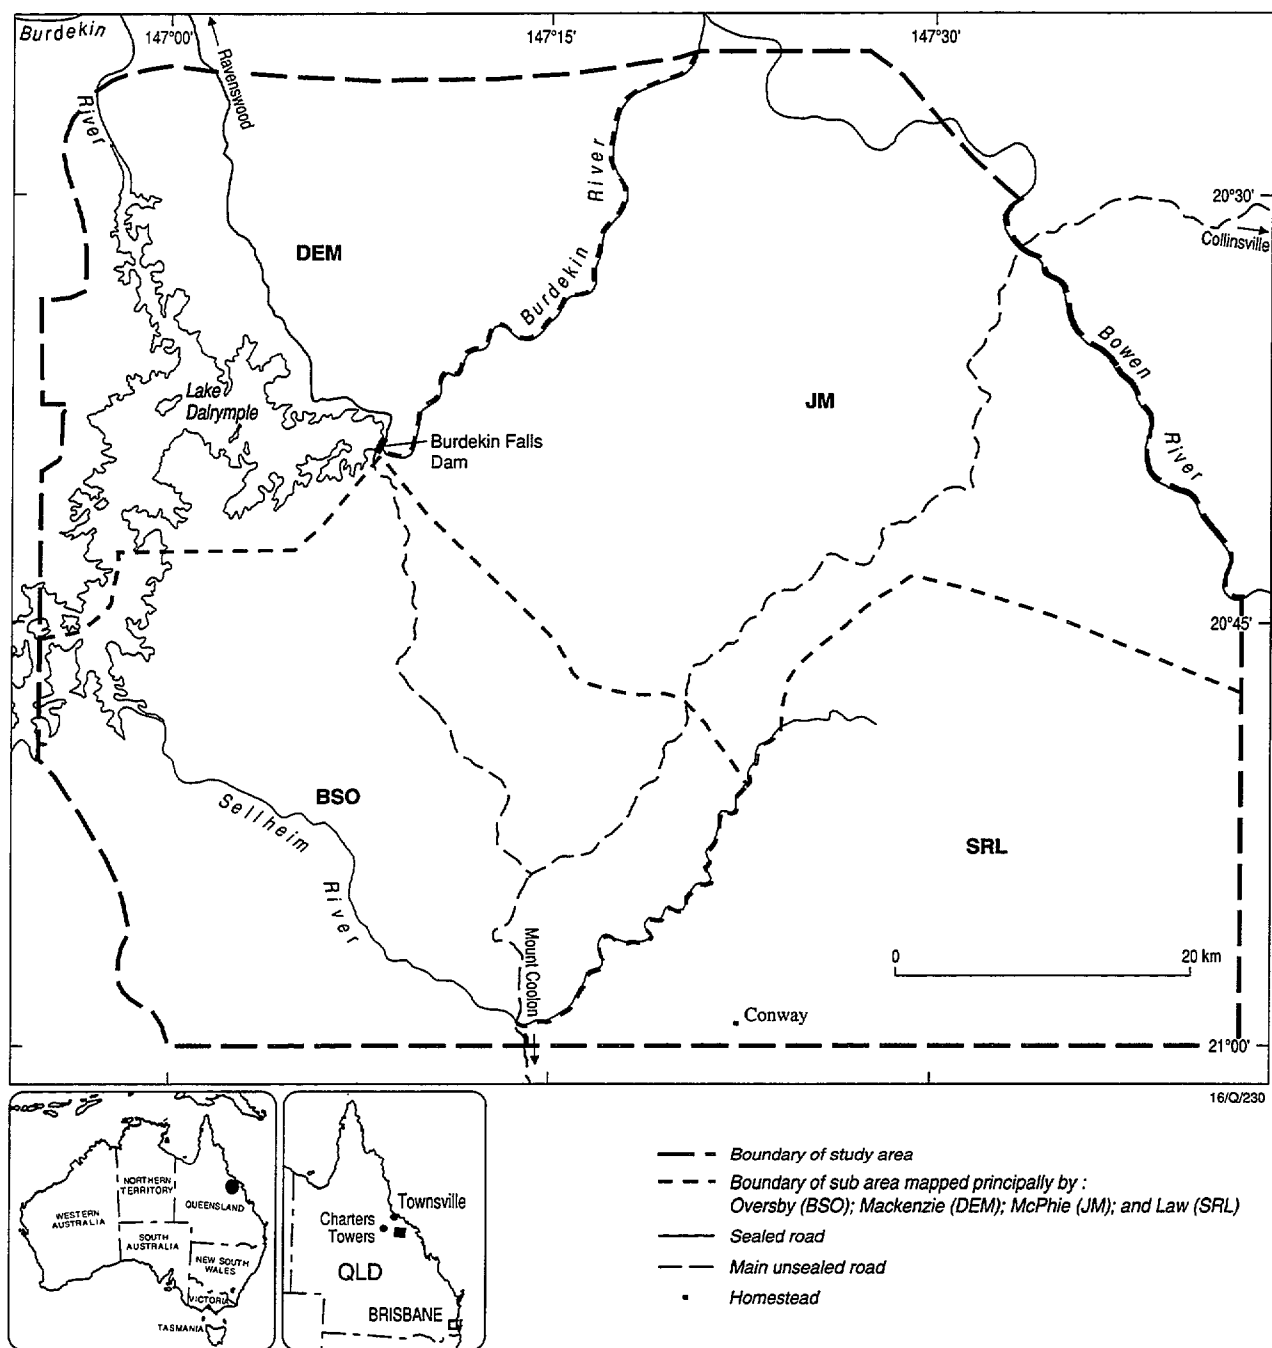 Burdekin
147°00'
147°15'
147°30'
Ravenswood
River
River
20°30'
Collinsville
DEM
Burdekin
Bowen
Lake
Dalrymple
JM
Burdekin Falls
Dam
River
20°45'
BSO
Sellheim
SRL
River
Mount Coolon
0
20 km
Conway
21°00'
16/Q/230
NORTHERN
TERRITORY
QUEENSLAND
WESTERN
AUSTRALIA
SOUTH
AUSTRALIA
NEW SOUTH
WALES
VICTORIA
TASMANIA
Townsville
Charters
Towers
QLD
BRISBANE
Boundary of study area
Boundary of sub area mapped principally by :
Oversby (BSO); Mackenzie (DEM); McPhie (JM); and Law (SRL)
Sealed road
Main unsealed road
Homestead